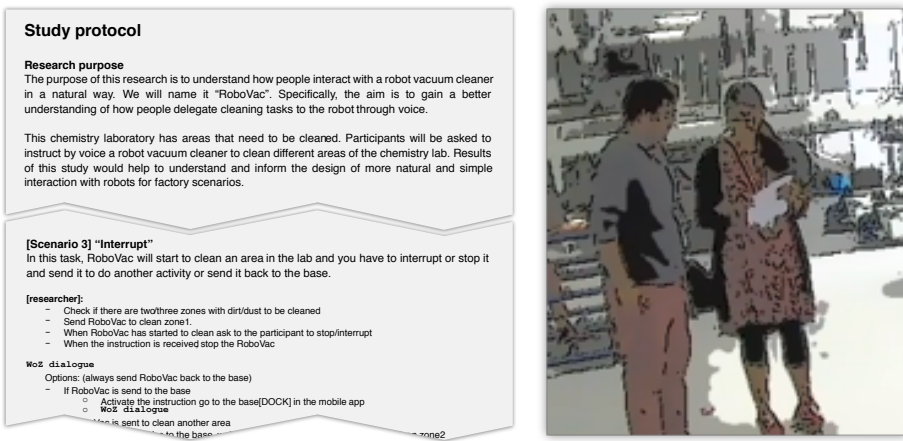 Study protocol
Research purpose
The purpose of this research is to understand how people interact with a robot vacuum cleaner
in a natural way. We will name it “RoboVac”. Specifically, the aim is to gain a better
understanding of how people delegate cleaning tasks to the robot through voice.
This chemistry laboratory has areas that need to be cleaned. Participants will be asked to
instruct by voice a robot vacuum cleaner to clean different areas of the chemistry lab. Results
of this study would help to understand and inform the design of more natural and simple
interaction with robots for factory scenarios.
[Scenario 3] “Interrupt”
In this task, RoboVac will start to clean an area in the lab and you have to interrupt or stop it
and send it to do another activity or send it back to the base.
[researcher]:
- Check if there are two/three zones with dirt/dust to be cleaned
- Send RoboVac to clean zone1.
- When RoboVac has started to clean ask to the participant to stop/interrupt
- When the instruction is received stop the RoboVac
WoZ dialogue
Options: (always send RoboVac back to the base)
- If RoboVac is send to the base
○ Activate the instruction go to the base[DOCK] in the mobile app
○ WoZ dialogue
is sent to clean another area
to the base
zone2